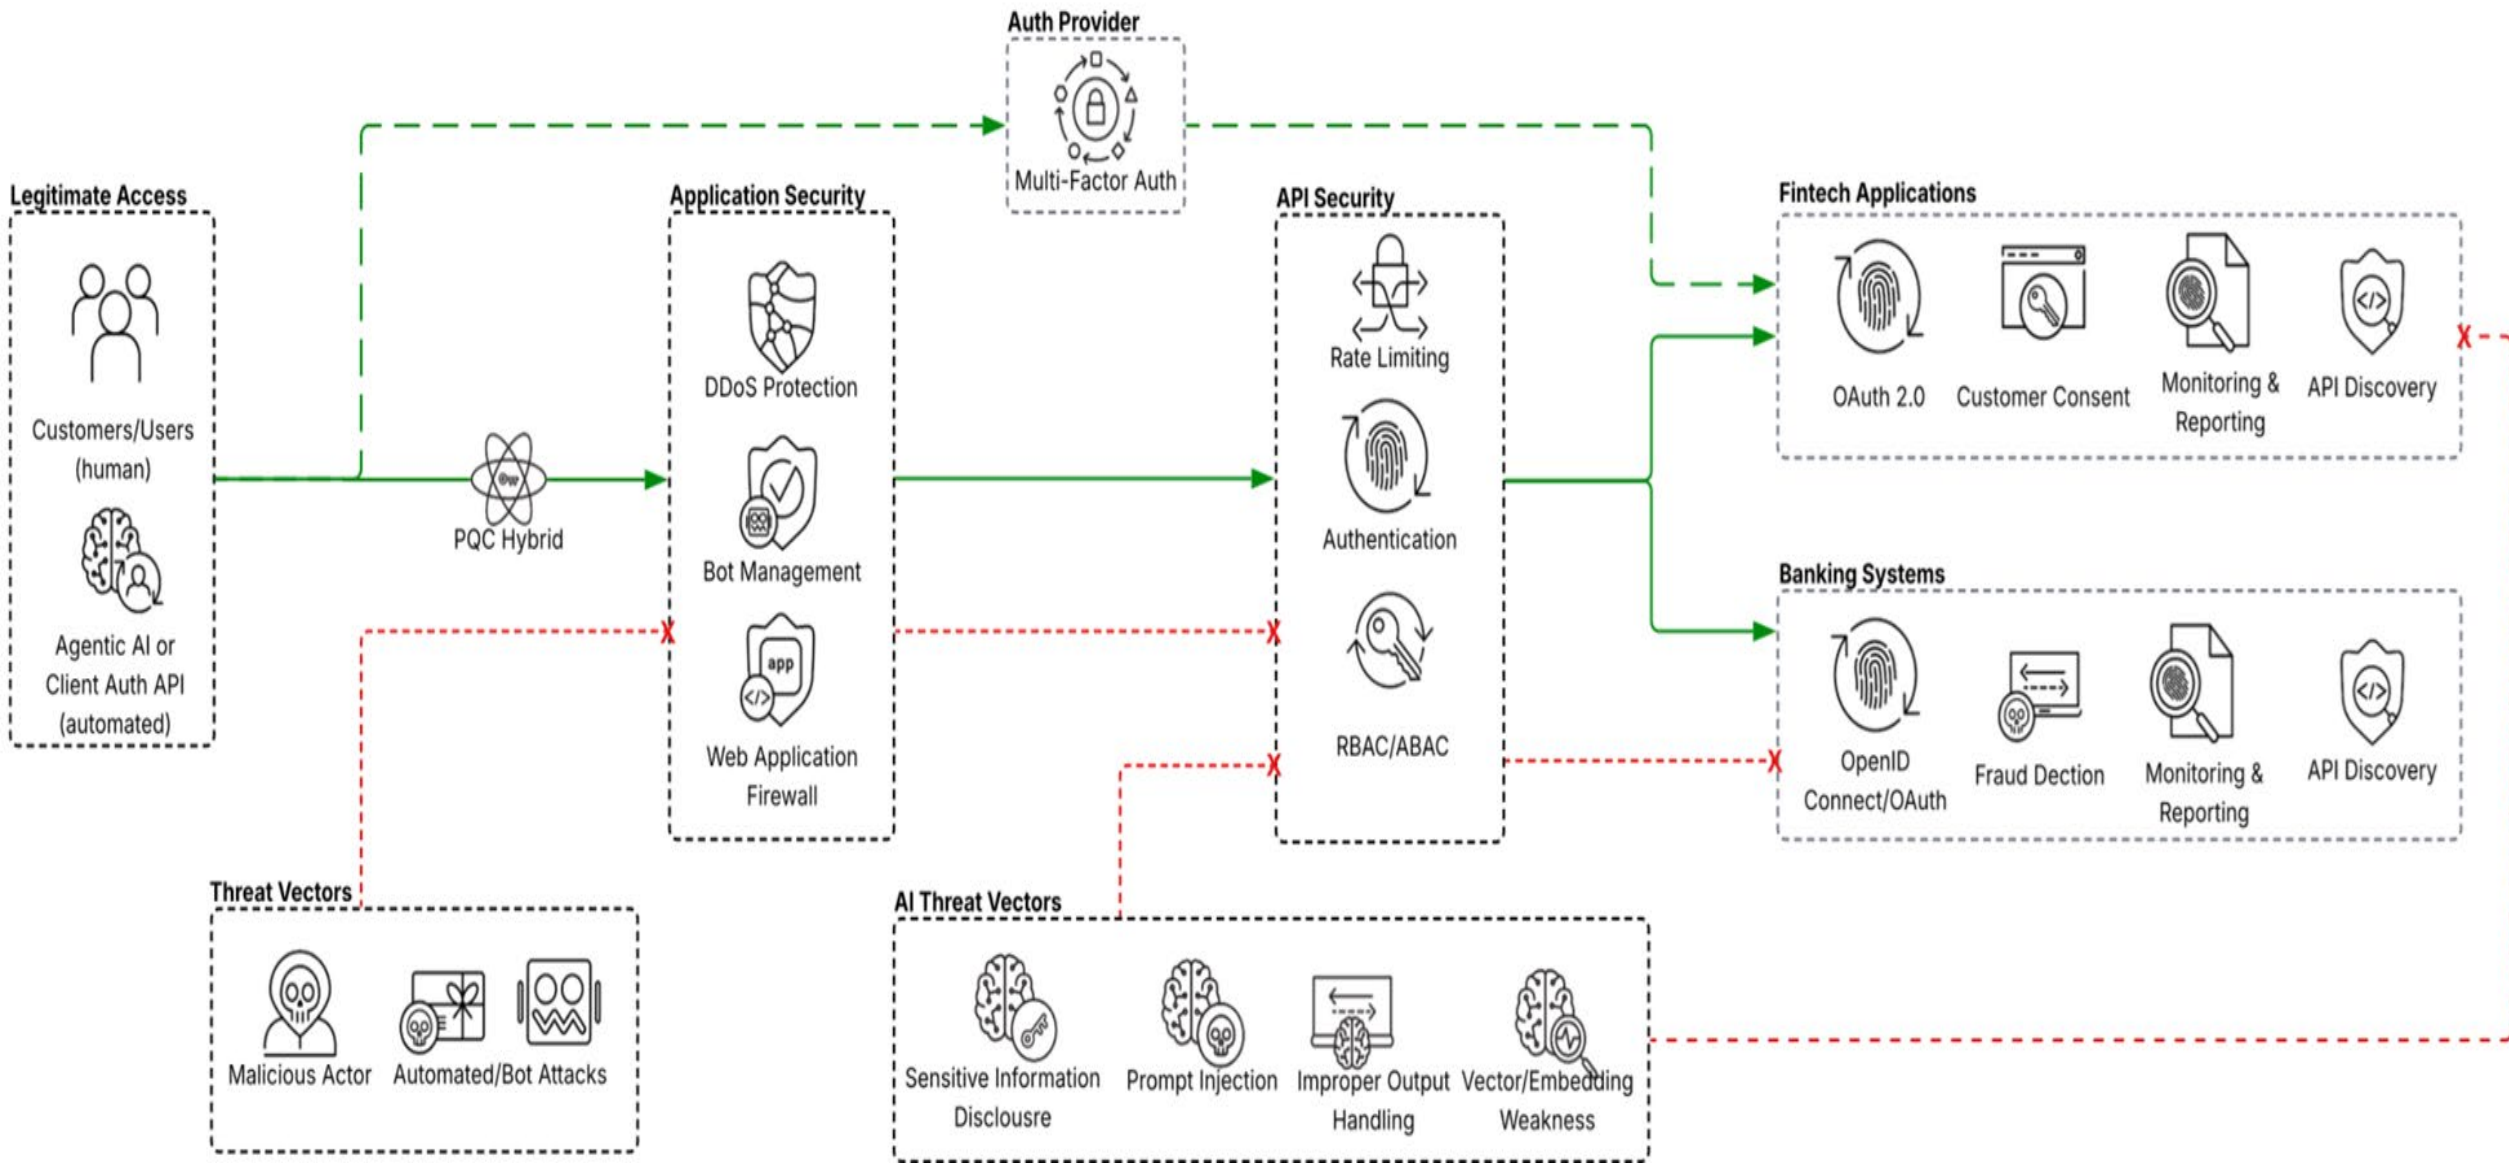 Auth Provider
Multi-Factor Auth
Legitimate Access
Customers/Users
(human)
Agentic AI or
Client Auth API
(automated)
PQC Hybrid
Application Security
DDoS Protection
Bot Management
app
</>
Web Application
Firewall
API Security
Rate Limiting
Authentication
RBAC/ABAC
Fintech Applications
OAuth 2.0
Customer Consent
Monitoring &
Reporting
</>
API Discovery
Banking Systems
OpenID
Connect/OAuth
Fraud Dection
Monitoring &
Reporting
</>
API Discovery
Threat Vectors
Malicious Actor
Automated/Bot Attacks
AI Threat Vectors
Sensitive Information
Disclousre
Prompt Injection
Improper Output
Handling
Vector/Embedding
Weakness